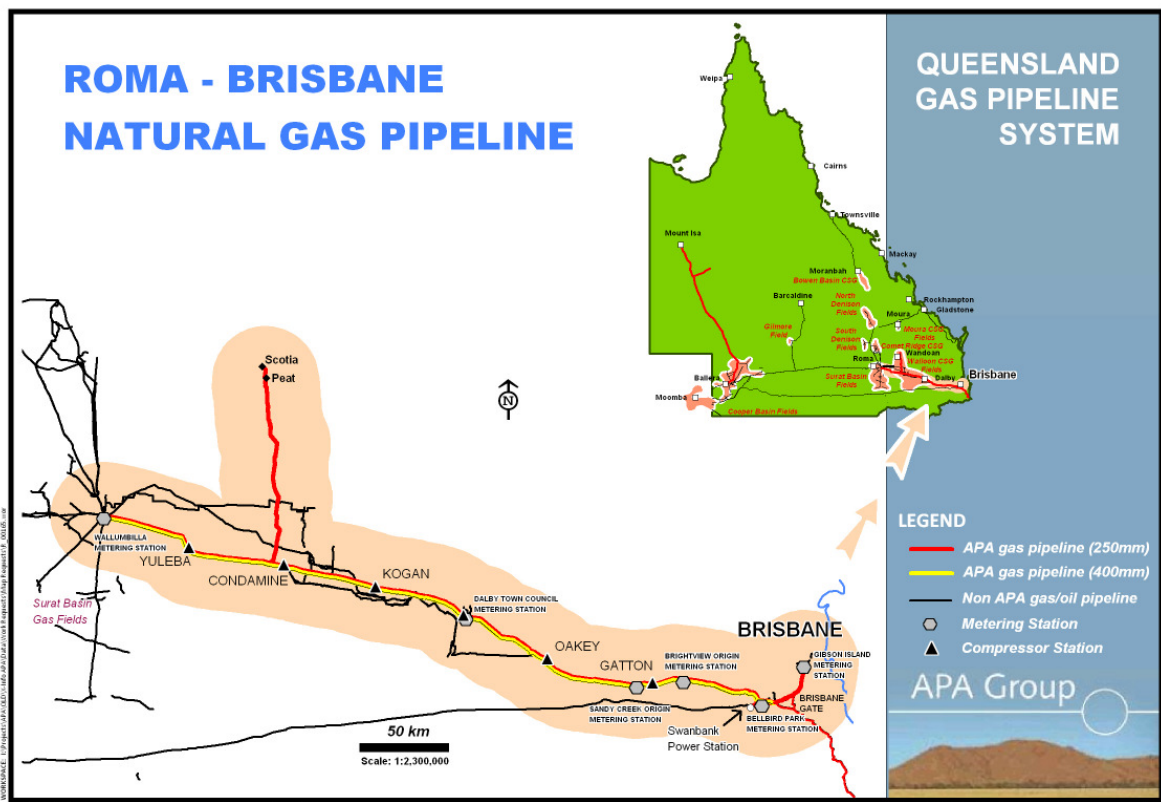 ROMA - BRISBANE
NATURAL GAS PIPELINE
QUEENSLAND
GAS PIPELINE
SYSTEM
Weipa
Cairns
Townsville
Mount Isa
Mackay
Moranbah
Bowen Basin CSG
Barcaldine
North
Denison
Fields
Rockhampton
Gladstone
Moura
Gilmore
Field
South
Denison
Fields
Moura CSG
Fields
Comet Ridge CSG
Roma
Wandoan
Walloon CSG
Fields
Ballera
Surat Basin
Fields
Dalby
Brisbane
Moomba
Cooper Basin Fields
Scotia
Peat
N
WALLUMBILLA
METERING STATION
YULEBA
CONDAMINE
KOGAN
Surat Basin
Gas Fields
DALBY TOWN COUNCIL
METERING STATION
OAKEY
GATTON
BRIGHTVIEW ORIGIN
METERING STATION
BRISBANE
GIBSON ISLAND
METERING
STATION
BRISBANE
GATE
SANDY CREEK ORIGIN
METERING STATION
BELLBIRD PARK
METERING STATION
Swanbank
Power Station
50 km
Scale: 1:2,300,000
LEGEND
APA gas pipeline (250mm)
APA gas pipeline (400mm)
Non APA gas/oil pipeline
Metering Station
Compressor Station
APA Group